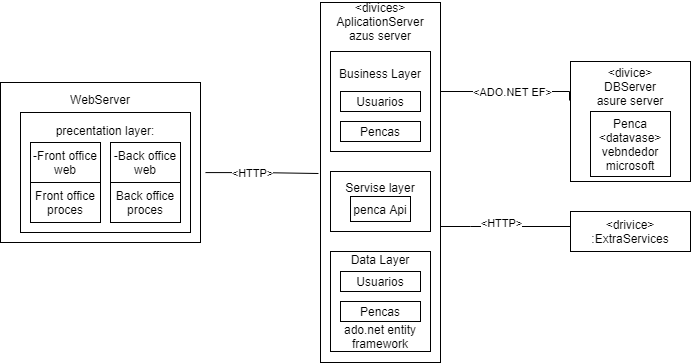 WebServer
precentation layer:
-Front office
web
Front office
proces
-Back office
web
Back office
proces
<HTTP>
<divices>
AplicationServer
azus server
Business Layer
Usuarios
Pencas
Servise layer
penca Api
Data Layer
Usuarios
Pencas
ado.net entity
framework
<ADO.NET EF>
<divice>
DBServer
asure server
Penca
<datavase>
vebndedor
microsoft
<HTTP>
<drivice>
:ExtraServices